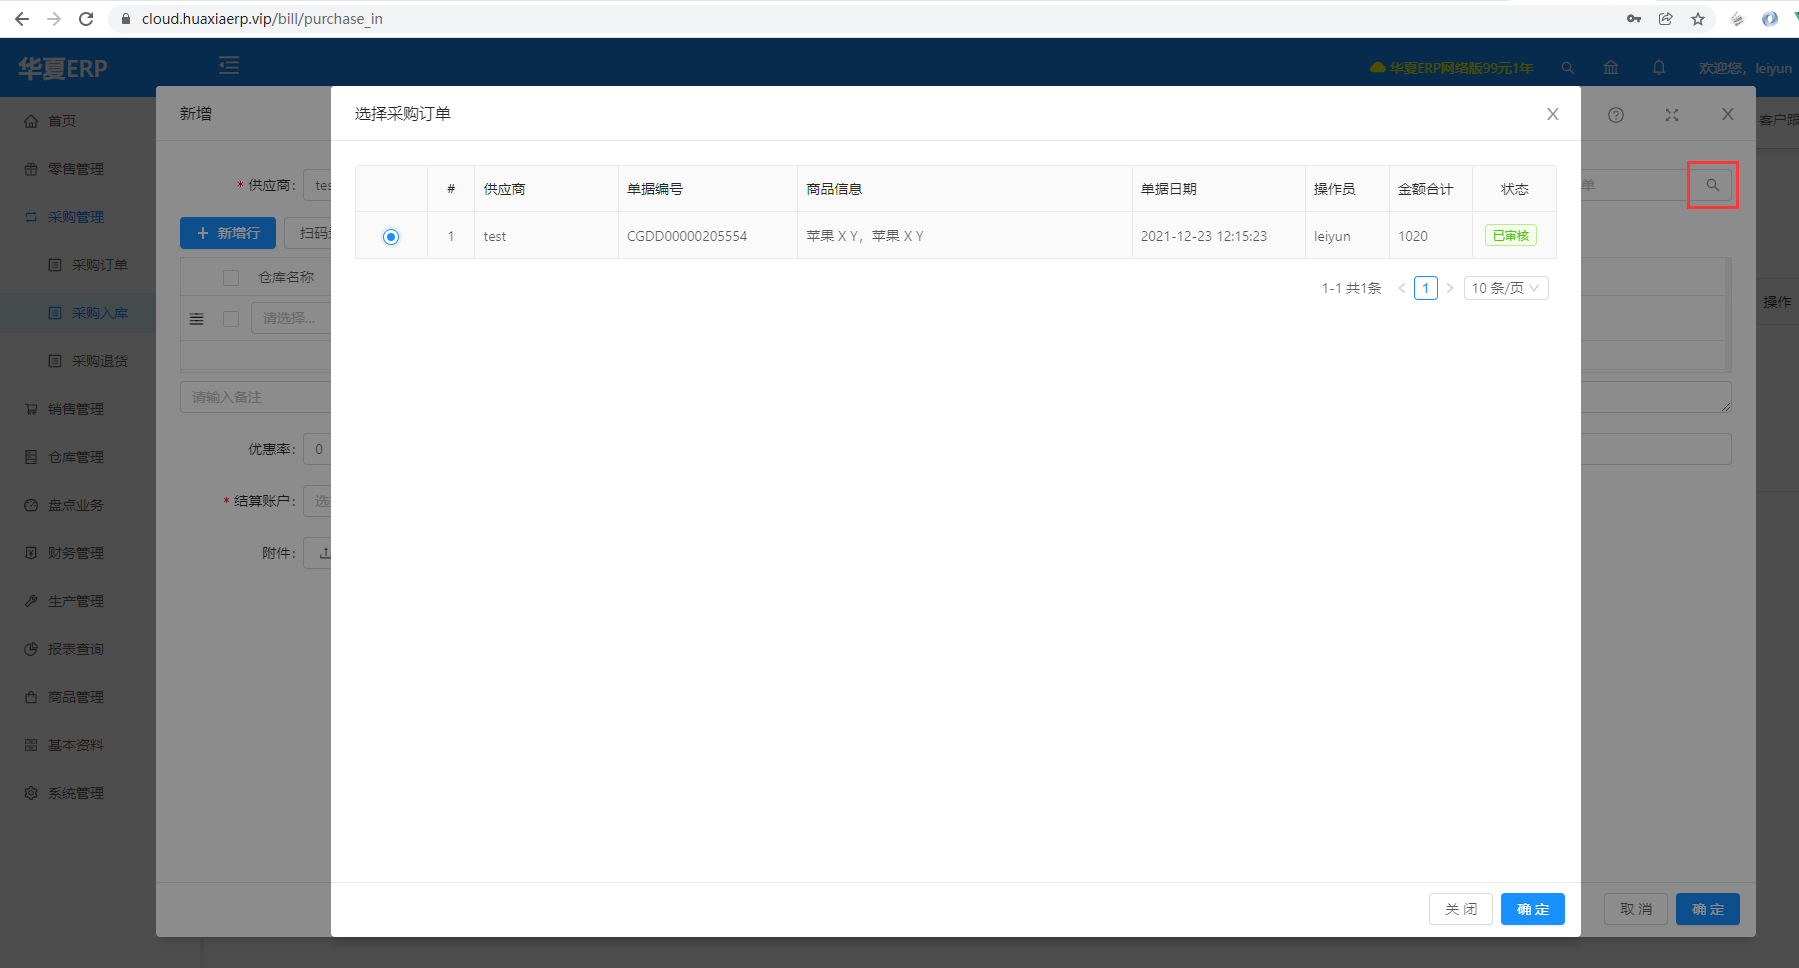 cloud.huaxiaerp.vip/bill/purchase_in
华夏ERP
华夏ERP网络版99元1年
欢迎您，leiyun
首页
零售管理
采购管理
采购订单
采购入库
采购退货
销售管理
仓库管理
盘点业务
财务管理
生产管理
报表查询
商品管理
基本资料
系统管理
客户跟
操作
新增
* 供应商：
tes
单
+ 新增行
扫码
仓库名称
请选择...
请输入备注
优惠率： 0
* 结算账户： 选
附件：
取 消
确 定
选择采购订单
# 供应商 单据编号 商品信息 单据日期 操作员 金额合计 状态
1 test CGDD00000205554 苹果 X Y，苹果 X Y 2021-12-23 12:15:23 leiyun 1020 已审核
1-1 共1条 < 1 > 10 条/页
关 闭
确 定